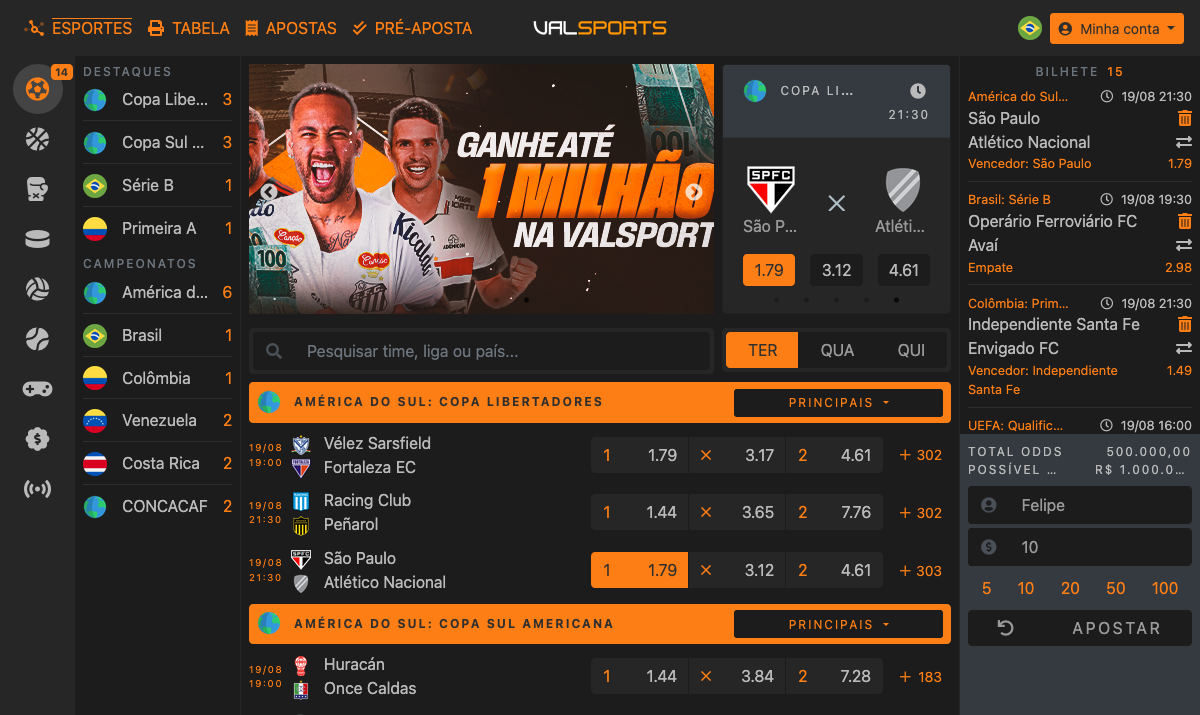 ESPORTES
TABELA
APOSTAS
PRÉ-APOSTA
VALSPORTS
Minha conta
14
DESTAQUES
Copa Libe... 3
Copa Sul ... 3
Série B 1
Primeira A 1
CAMPEONATOS
América d... 6
Brasil 1
Colômbia 1
Venezuela 2
Costa Rica 2
CONCACAF 2
GANHE ATÉ
1 MILHÃO
NA VALSPORT
COPA LI...
21:30
SPFC
São P...
Atléti...
1.79 3.12 4.61
Pesquisar time, liga ou país...
TER QUA QUI
AMÉRICA DO SUL: COPA LIBERTADORES
PRINCIPAIS
19/08
19:00
Vélez Sarsfield
Fortaleza EC
1 1.79 × 3.17 2 4.61 + 302
19/08
21:30
Racing Club
Peñarol
1 1.44 × 3.65 2 7.76 + 302
19/08
21:30
São Paulo
Atlético Nacional
1 1.79 × 3.12 2 4.61 + 303
AMÉRICA DO SUL: COPA SUL AMERICANA
PRINCIPAIS
19/08
19:00
Huracán
Once Caldas
1 1.44 × 3.84 2 7.28 + 183
BILHETE 15
América do Sul... 19/08 21:30
São Paulo
Atlético Nacional
Vencedor: São Paulo 1.79
Brasil: Série B 19/08 19:30
Operário Ferroviário FC
Avaí
Empate 2.98
Colômbia: Prim... 19/08 21:30
Independiente Santa Fe
Envigado FC
Vencedor: Independiente 1.49
Santa Fe
UEFA: Qualific... 19/08 16:00
TOTAL ODDS 500.000,00
POSSÍVEL ... R$ 1.000.0...
Felipe
10
5 10 20 50 100
APOSTAR